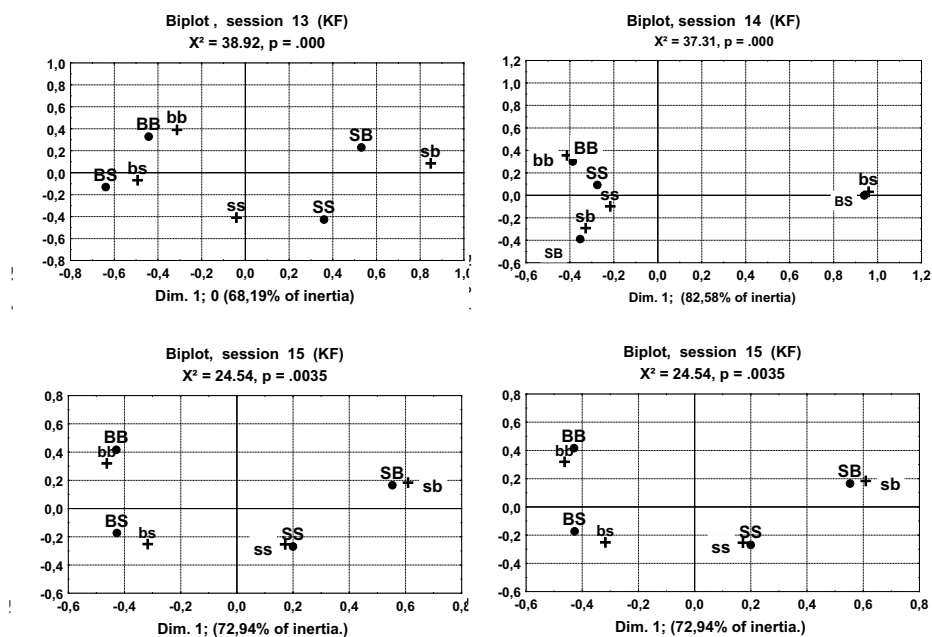 Biplot , session 13 (KF)
X² = 38.92, p = .000
1,0
0,8
0,6
0,4
0,2
0,0
-0,2
-0,4
-0,6
-0,8
BB
bb
SB
sb
BS
bs
ss
SS
-0,8 -0,6 -0,4 -0,2 0,0 0,2 0,4 0,6 0,8 1,0
Dim. 1; 0 (68,19% of inertia)
Biplot, session 14 (KF)
X² = 37.31, p = .000
1,2
1,0
0,8
0,6
0,4
0,2
0,0
-0,2
-0,4
-0,6
bb
BB
SS
ss
bs
BS
sb
SB
-0,6 -0,4 -0,2 0,0 0,2 0,4 0,6 0,8 1,0 1,2
Dim. 1; (82,58% of inertia)
Biplot, session 15 (KF)
X² = 24.54, p = .0035
0,8
0,6
0,4
0,2
0,0
-0,2
-0,4
-0,6
BB
bb
SB
sb
BS
bs
ss
SS
-0,6 -0,4 -0,2 0,0 0,2 0,4 0,6 0,8
Dim. 1; (72,94% of inertia.)
Biplot, session 15 (KF)
X² = 24.54, p = .0035
0,8
0,6
0,4
0,2
0,0
-0,2
-0,4
-0,6
BB
bb
SB
sb
BS
bs
ss
SS
-0,6 -0,4 -0,2 0,0 0,2 0,4 0,6 0,8
Dim. 1; (72,94% of inertia.)